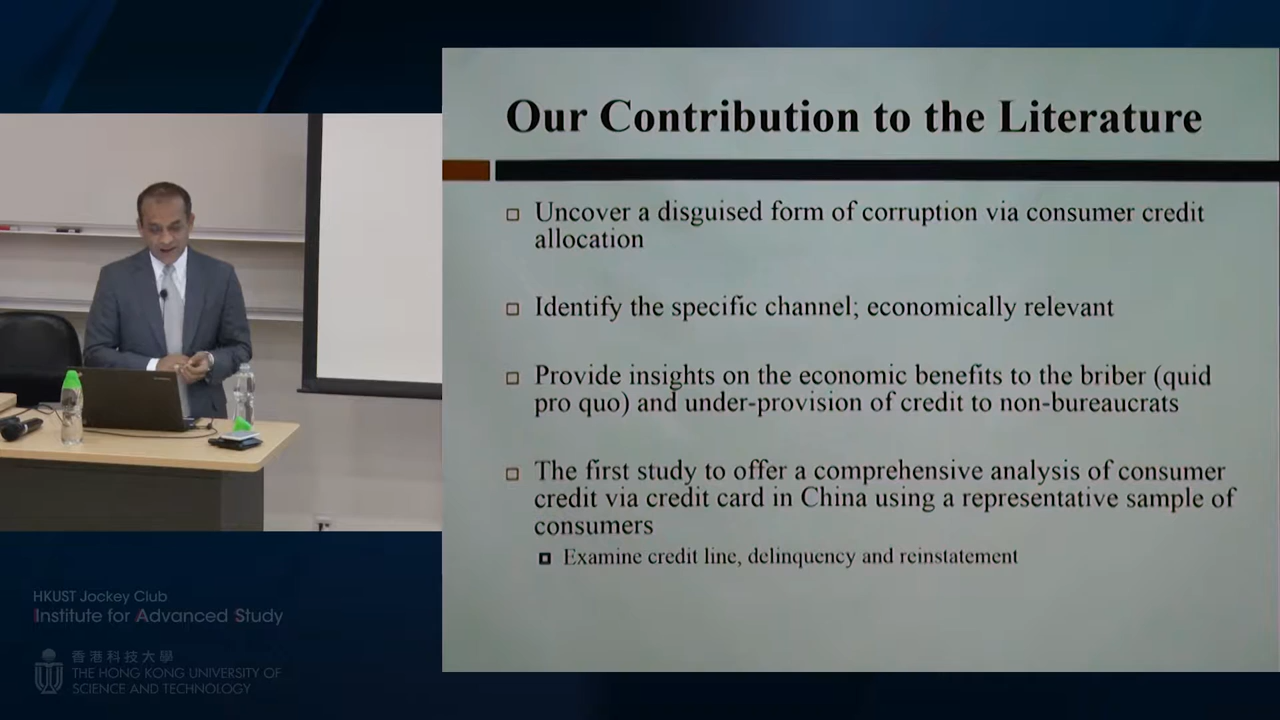 Our Contribution to the Literature
Uncover a disguised form of corruption via consumer credit
allocation
Identify the specific channel; economically relevant
Provide insights on the economic benefits to the briber (quid
pro quo) and under-provision of credit to non-bureaucrats
The first study to offer a comprehensive analysis of consumer
credit via credit card in China using a representative sample of
consumers
Examine credit line, delinquency and reinstatement
HKUST Jockey Club
Institute for Advanced Study
香港科技大學
THE HONG KONG UNIVERSITY OF
SCIENCE AND TECHNOLOGY